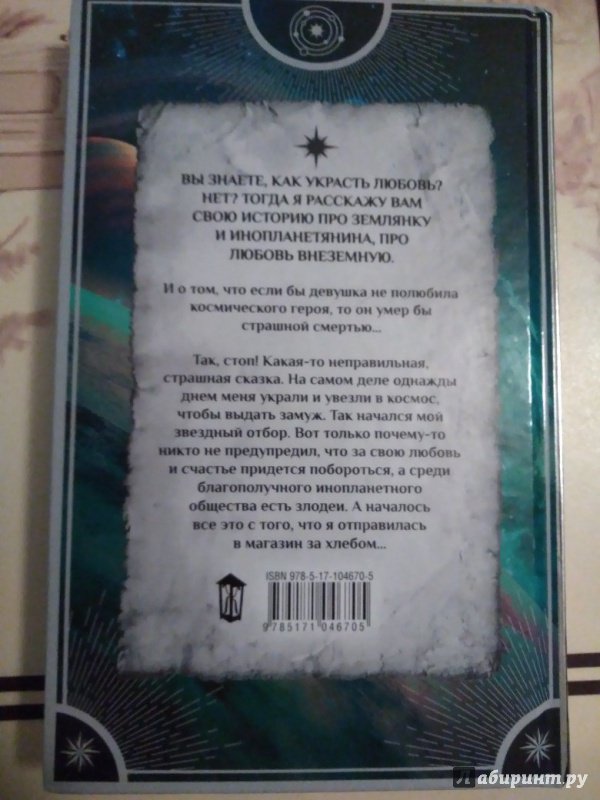 ВЫ ЗНАЕТЕ, КАК УКРАСТЬ ЛЮБОВЬ?
НЕТ? ТОГДА Я РАССКАЖУ ВАМ
СВОЮ ИСТОРИЮ ПРО ЗЕМЛЯНКУ
И ИНОПЛАНЕТЯНИНА, ПРО
ЛЮБОВЬ ВНЕЗЕМНУЮ.
И о том, что если бы девушка не полюбила
космического героя, то он умер бы
страшной смертью...
Так, стоп! Какая-то неправильная,
страшная сказка. На самом деле однажды
днем меня украли и увезли в космос,
чтобы выдать замуж. Так начался мой
звездный отбор. Вот только почему-то
никто не предупредил, что за свою любовь
и счастье придется побороться, а среди
благополучного инопланетного
общества есть злодеи. А началось
все это с того, что я отправилась
в магазин за хлебом...
ISBN 978-5-17-104670-5
9785171046705
Лабиринт.ру